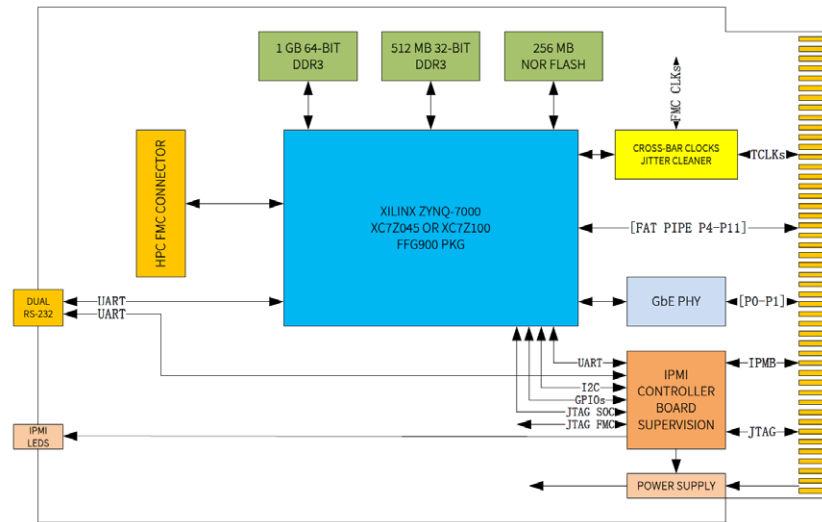 1 GB 64-BIT
DDR3
512 MB 32-BIT
DDR3
256 MB
NOR FLASH
FMC CLKs
CROSS-BAR CLOCKS
JITTER CLEANER
TCLKs
HPC FMC CONNECTOR
XILINX ZYNQ-7000
XC7Z045 OR XC7Z100
FFG900 PKG
[FAT PIPE P4-P11]
DUAL
RS-232
UART
UART
GbE PHY
[P0-P1]
UART
I2C
GPIOs
JTAG SOC
JTAG FMC
IPMI
CONTROLLER
BOARD
SUPERVISION
IPMB
JTAG
IPMI
LEDS
POWER SUPPLY